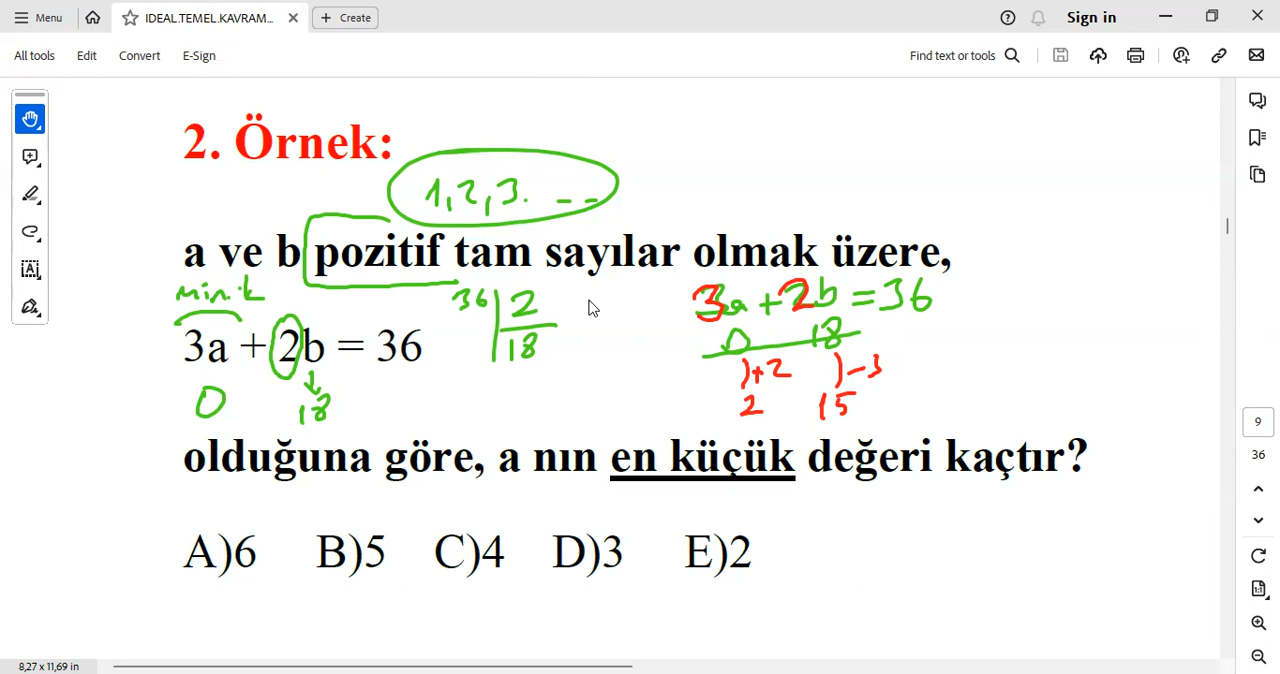 Menu IDEAL.TEMEL.KAVRAM... Create Sign in
All tools Edit Convert E-Sign Find text or tools
2. Örnek:
1,2,3. _ _
a ve b pozitif tam sayılar olmak üzere,
min.k
36 2
18
3a + 2b = 36
0 18
3a + 2b = 36
0 18
)+2 )-3
2 15
olduğuna göre, a nın en küçük değeri kaçtır?
A)6 B)5 C)4 D)3 E)2
9
36
1:1
8,27 x 11,69 in